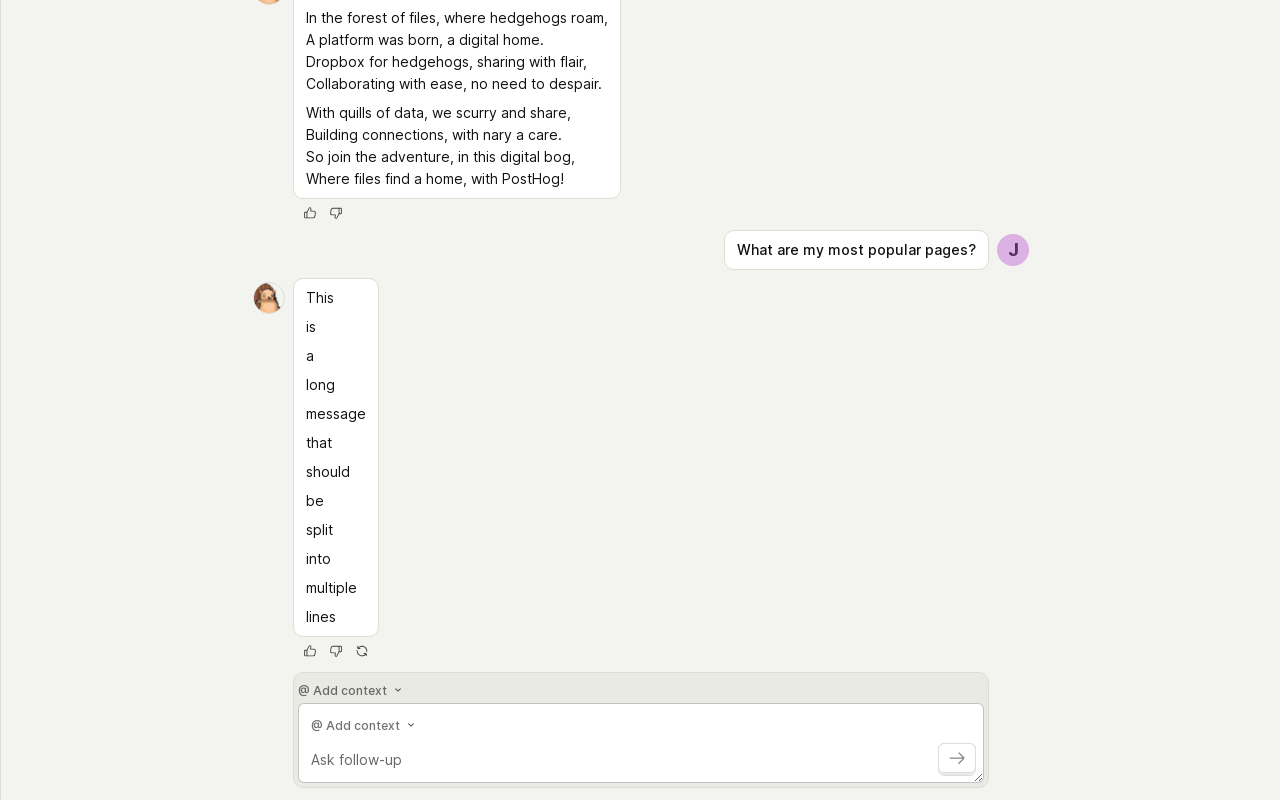 In the forest of files, where hedgehogs roam,
A platform was born, a digital home.
Dropbox for hedgehogs, sharing with flair,
Collaborating with ease, no need to despair.
With quills of data, we scurry and share,
Building connections, with nary a care.
So join the adventure, in this digital bog,
Where files find a home, with PostHog!
What are my most popular pages?
J
This
is
a
long
message
that
should
be
split
into
multiple
lines
@ Add context
@ Add context
Ask follow-up